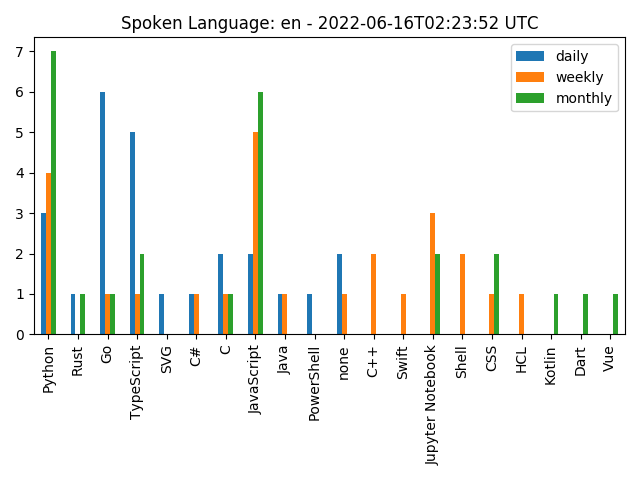 Spoken Language: en - 2022-06-16T02:23:52 UTC
daily
weekly
monthly
7
6
5
4
3
2
1
0
Python
Rust
Go
TypeScript
SVG
C#
C
JavaScript
Java
PowerShell
none
C++
Swift
Jupyter Notebook
Shell
CSS
HCL
Kotlin
Dart
Vue